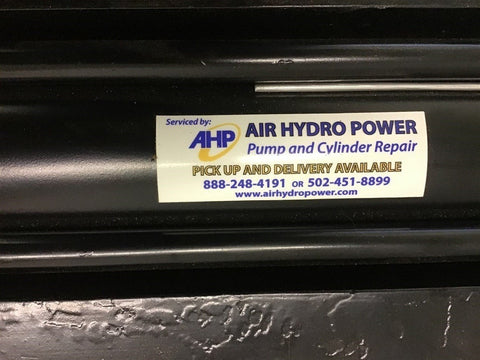 Serviced by:
AHP AIR HYDRO POWER
Pump and Cylinder Repair
PICK UP AND DELIVERY AVAILABLE
888-248-4191 OR 502-451-8899
www.airhydropower.com